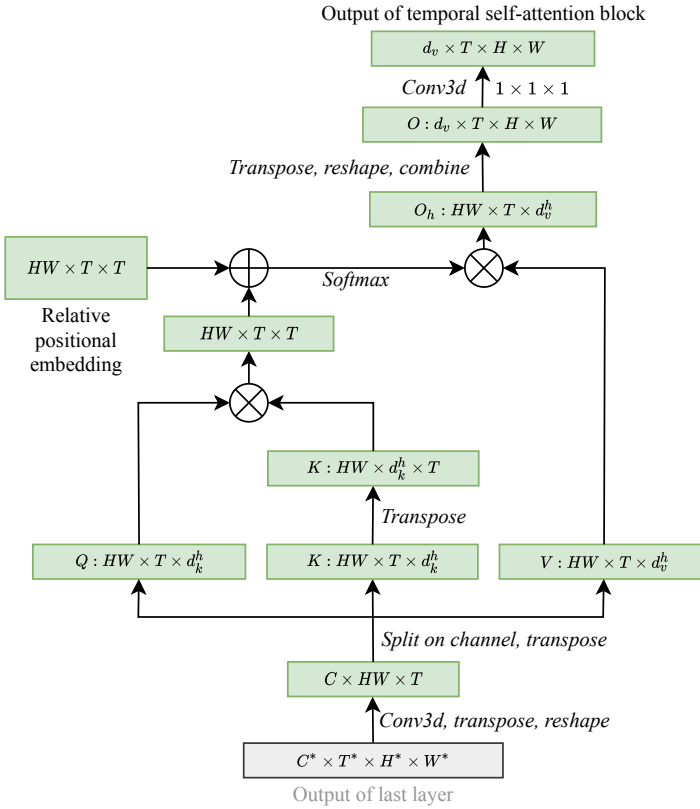 Output of temporal self-attention block
d_v × T × H × W
Conv3d 1 × 1 × 1
O : d_v × T × H × W
Transpose, reshape, combine
O_h : HW × T × d_v^h
HW × T × T
Softmax
Relative
positional
embedding
HW × T × T
K : HW × d_k^h × T
Transpose
Q : HW × T × d_k^h
K : HW × T × d_k^h
V : HW × T × d_v^h
Split on channel, transpose
C × HW × T
Conv3d, transpose, reshape
C* × T* × H* × W*
Output of last layer